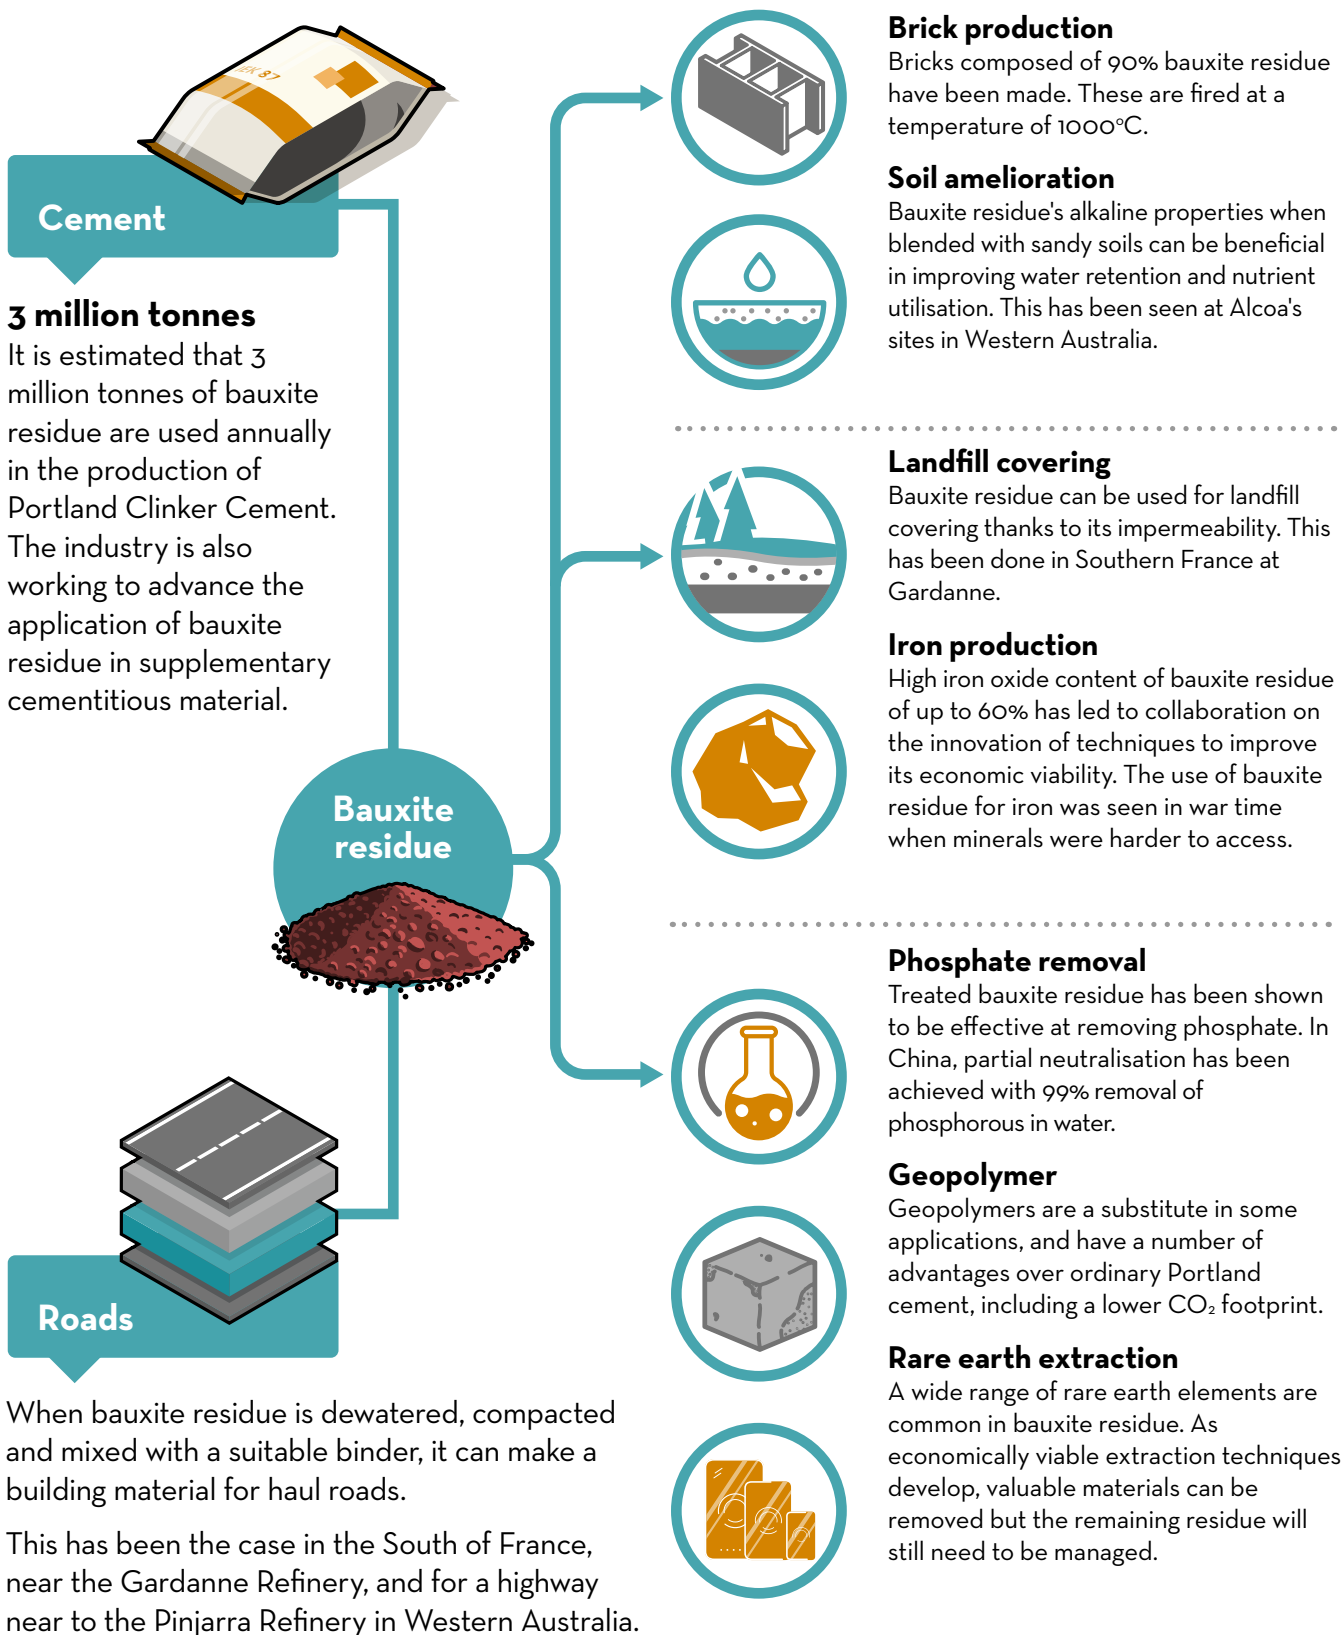 Cement
3 million tonnes
It is estimated that 3
million tonnes of bauxite
residue are used annually
in the production of
Portland Clinker Cement.
The industry is also
working to advance the
application of bauxite
residue in supplementary
cementitious material.
Bauxite
residue
Roads
When bauxite residue is dewatered, compacted
and mixed with a suitable binder, it can make a
building material for haul roads.
This has been the case in the South of France,
near the Gardanne Refinery, and for a highway
near to the Pinjarra Refinery in Western Australia.
Brick production
Bricks composed of 90% bauxite residue
have been made. These are fired at a
temperature of 1000°C.
Soil amelioration
Bauxite residue's alkaline properties when
blended with sandy soils can be beneficial
in improving water retention and nutrient
utilisation. This has been seen at Alcoa's
sites in Western Australia.
Landfill covering
Bauxite residue can be used for landfill
covering thanks to its impermeability. This
has been done in Southern France at
Gardanne.
Iron production
High iron oxide content of bauxite residue
of up to 60% has led to collaboration on
the innovation of techniques to improve
its economic viability. The use of bauxite
residue for iron was seen in war time
when minerals were harder to access.
Phosphate removal
Treated bauxite residue has been shown
to be effective at removing phosphate. In
China, partial neutralisation has been
achieved with 99% removal of
phosphorous in water.
Geopolymer
Geopolymers are a substitute in some
applications, and have a number of
advantages over ordinary Portland
cement, including a lower CO₂ footprint.
Rare earth extraction
A wide range of rare earth elements are
common in bauxite residue. As
economically viable extraction techniques
develop, valuable materials can be
removed but the remaining residue will
still need to be managed.